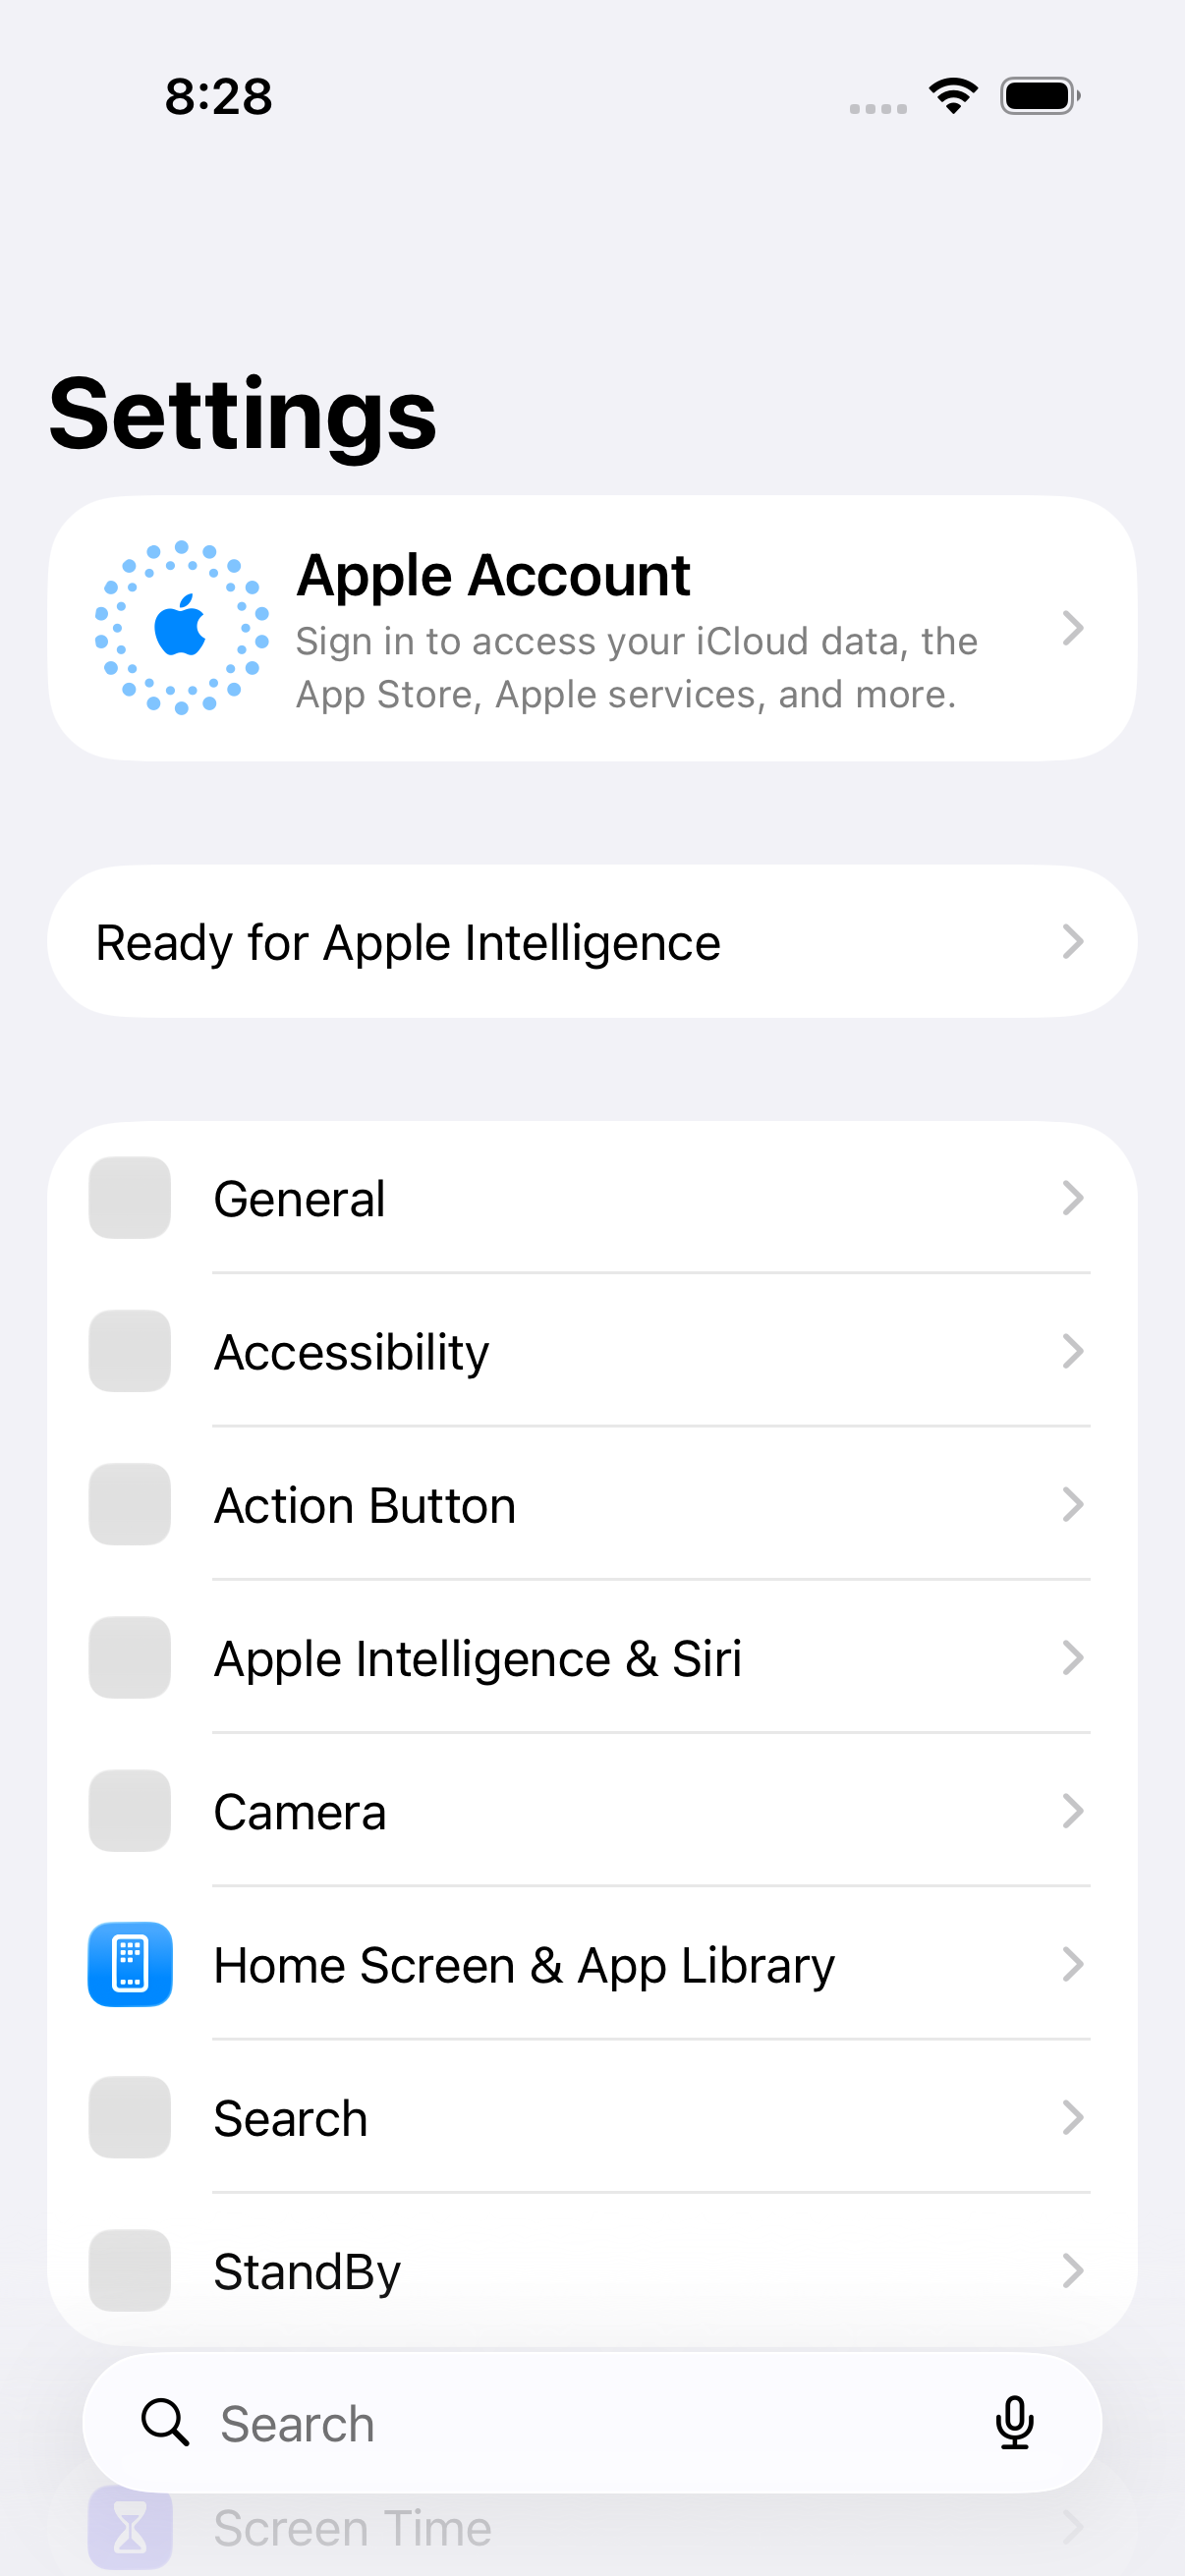 8:28
Settings
Apple Account
Sign in to access your iCloud data, the
App Store, Apple services, and more.
Ready for Apple Intelligence
General
Accessibility
Action Button
Apple Intelligence & Siri
Camera
Home Screen & App Library
Search
StandBy
Search
Screen Time